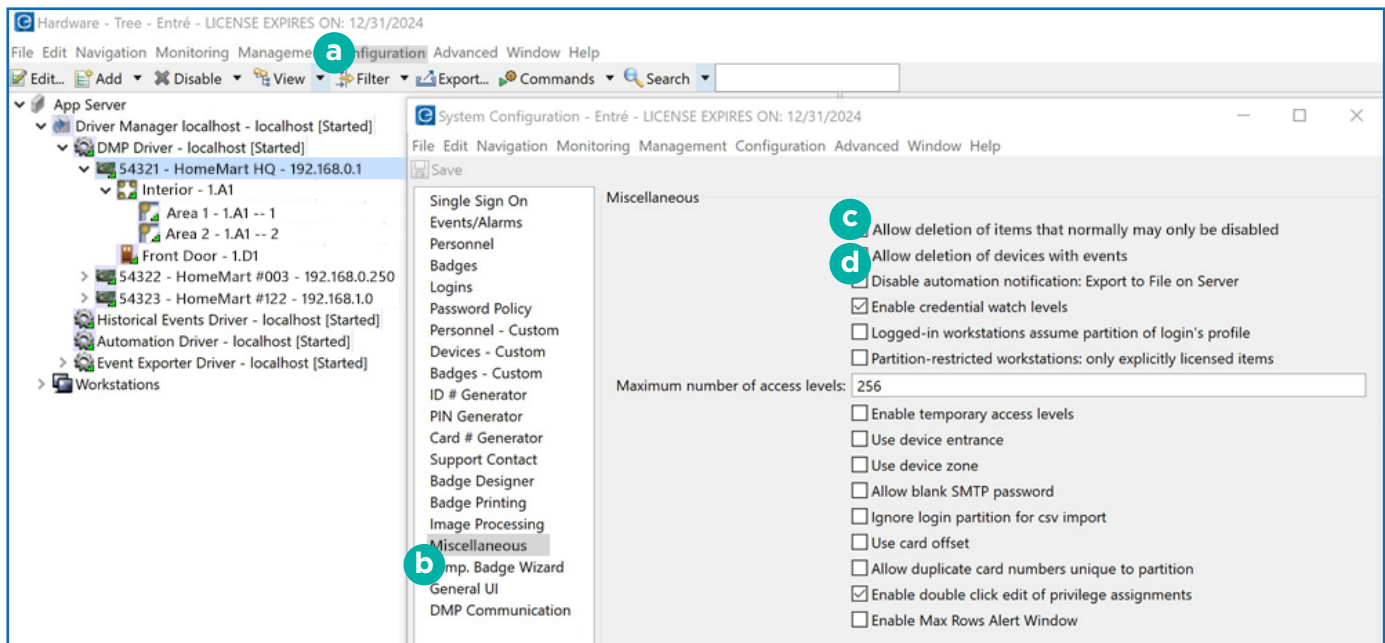 Hardware - Tree - Entré - LICENSE EXPIRES ON: 12/31/2024
File Edit Navigation Monitoring Manageme a nfiguration Advanced Window Help
Edit... Add Disable View Filter Export... Commands Search
App Server
Driver Manager localhost - localhost [Started]
DMP Driver - localhost [Started]
54321 - HomeMart HQ - 192.168.0.1
Interior - 1.A1
Area 1 - 1.A1 -- 1
Area 2 - 1.A1 -- 2
Front Door - 1.D1
54322 - HomeMart #003 - 192.168.0.250
54323 - HomeMart #122 - 192.168.1.0
Historical Events Driver - localhost [Started]
Automation Driver - localhost [Started]
Event Exporter Driver - localhost [Started]
Workstations
System Configuration - Entré - LICENSE EXPIRES ON: 12/31/2024
File Edit Navigation Monitoring Management Configuration Advanced Window Help
Save
Single Sign On
Events/Alarms
Personnel
Badges
Logins
Password Policy
Personnel - Custom
Devices - Custom
Badges - Custom
ID # Generator
PIN Generator
Card # Generator
Support Contact
Badge Designer
Badge Printing
Image Processing
Miscellaneous
b mp. Badge Wizard
General UI
DMP Communication
Miscellaneous
c Allow deletion of items that normally may only be disabled
d Allow deletion of devices with events
Disable automation notification: Export to File on Server
Enable credential watch levels
Logged-in workstations assume partition of login's profile
Partition-restricted workstations: only explicitly licensed items
Maximum number of access levels: 256
Enable temporary access levels
Use device entrance
Use device zone
Allow blank SMTP password
Ignore login partition for csv import
Use card offset
Allow duplicate card numbers unique to partition
Enable double click edit of privilege assignments
Enable Max Rows Alert Window